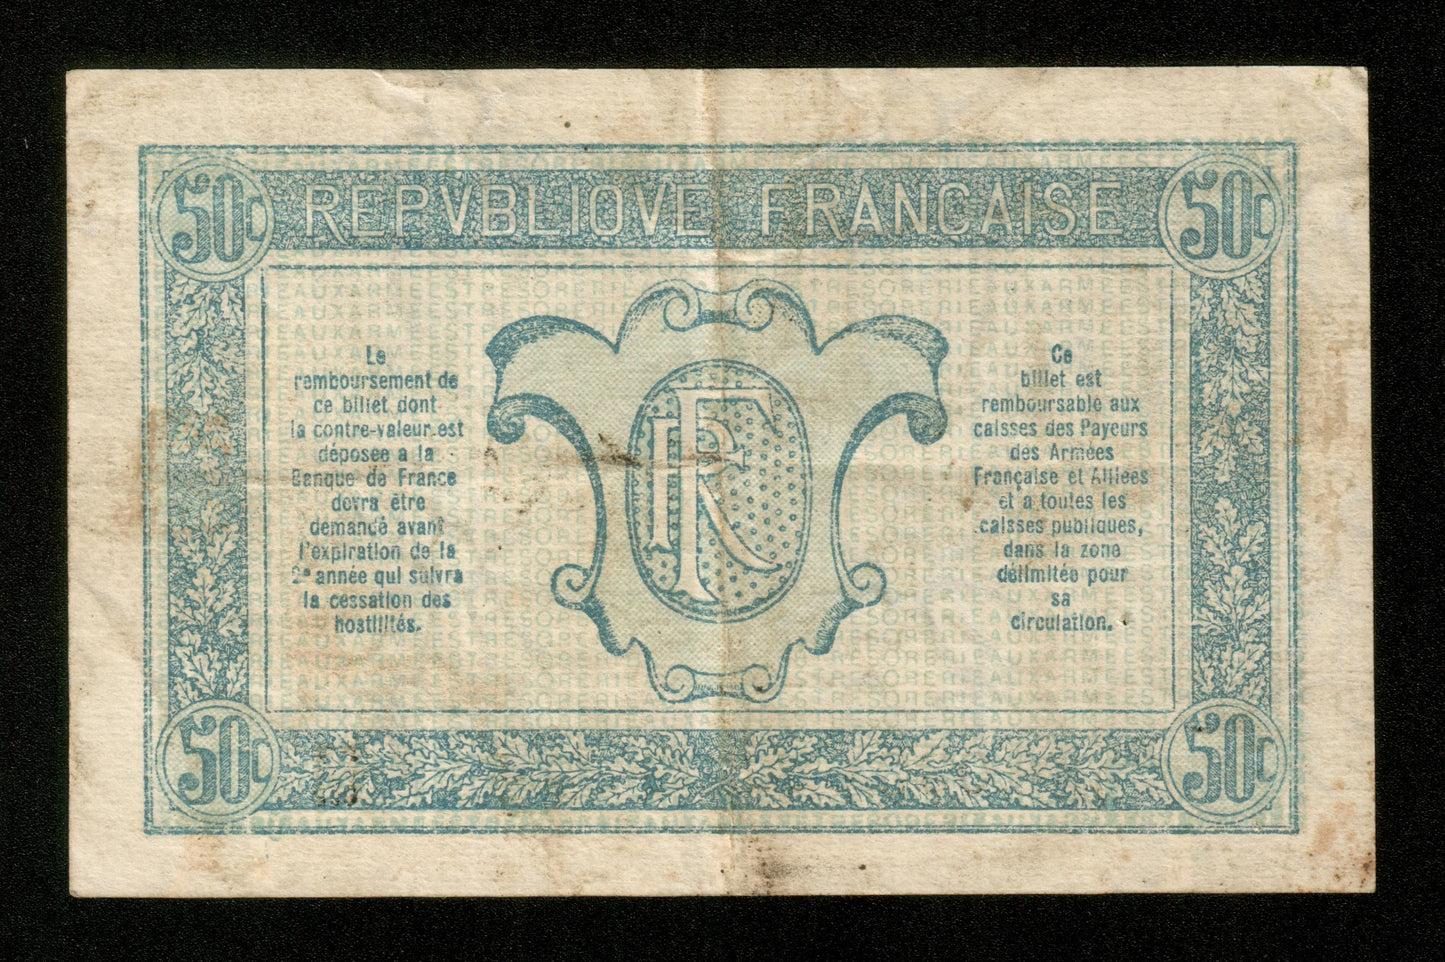 50c
REPVBLIQVE FRANÇAISE
50c
Le
remboursement de
ce billet dont
la contre-valeur est
déposée a la
Banque de France
devra être
demandé avant
l'expiration de la
2e année qui suivra
la cessation des
hostilités.
RF
Ce
billet est
remboursable aux
caisses des Payeurs
des Armées
Française et Alliées
et a toutes les
caisses publiques,
dans la zone
délimitée pour
sa
circulation.
50c
50c